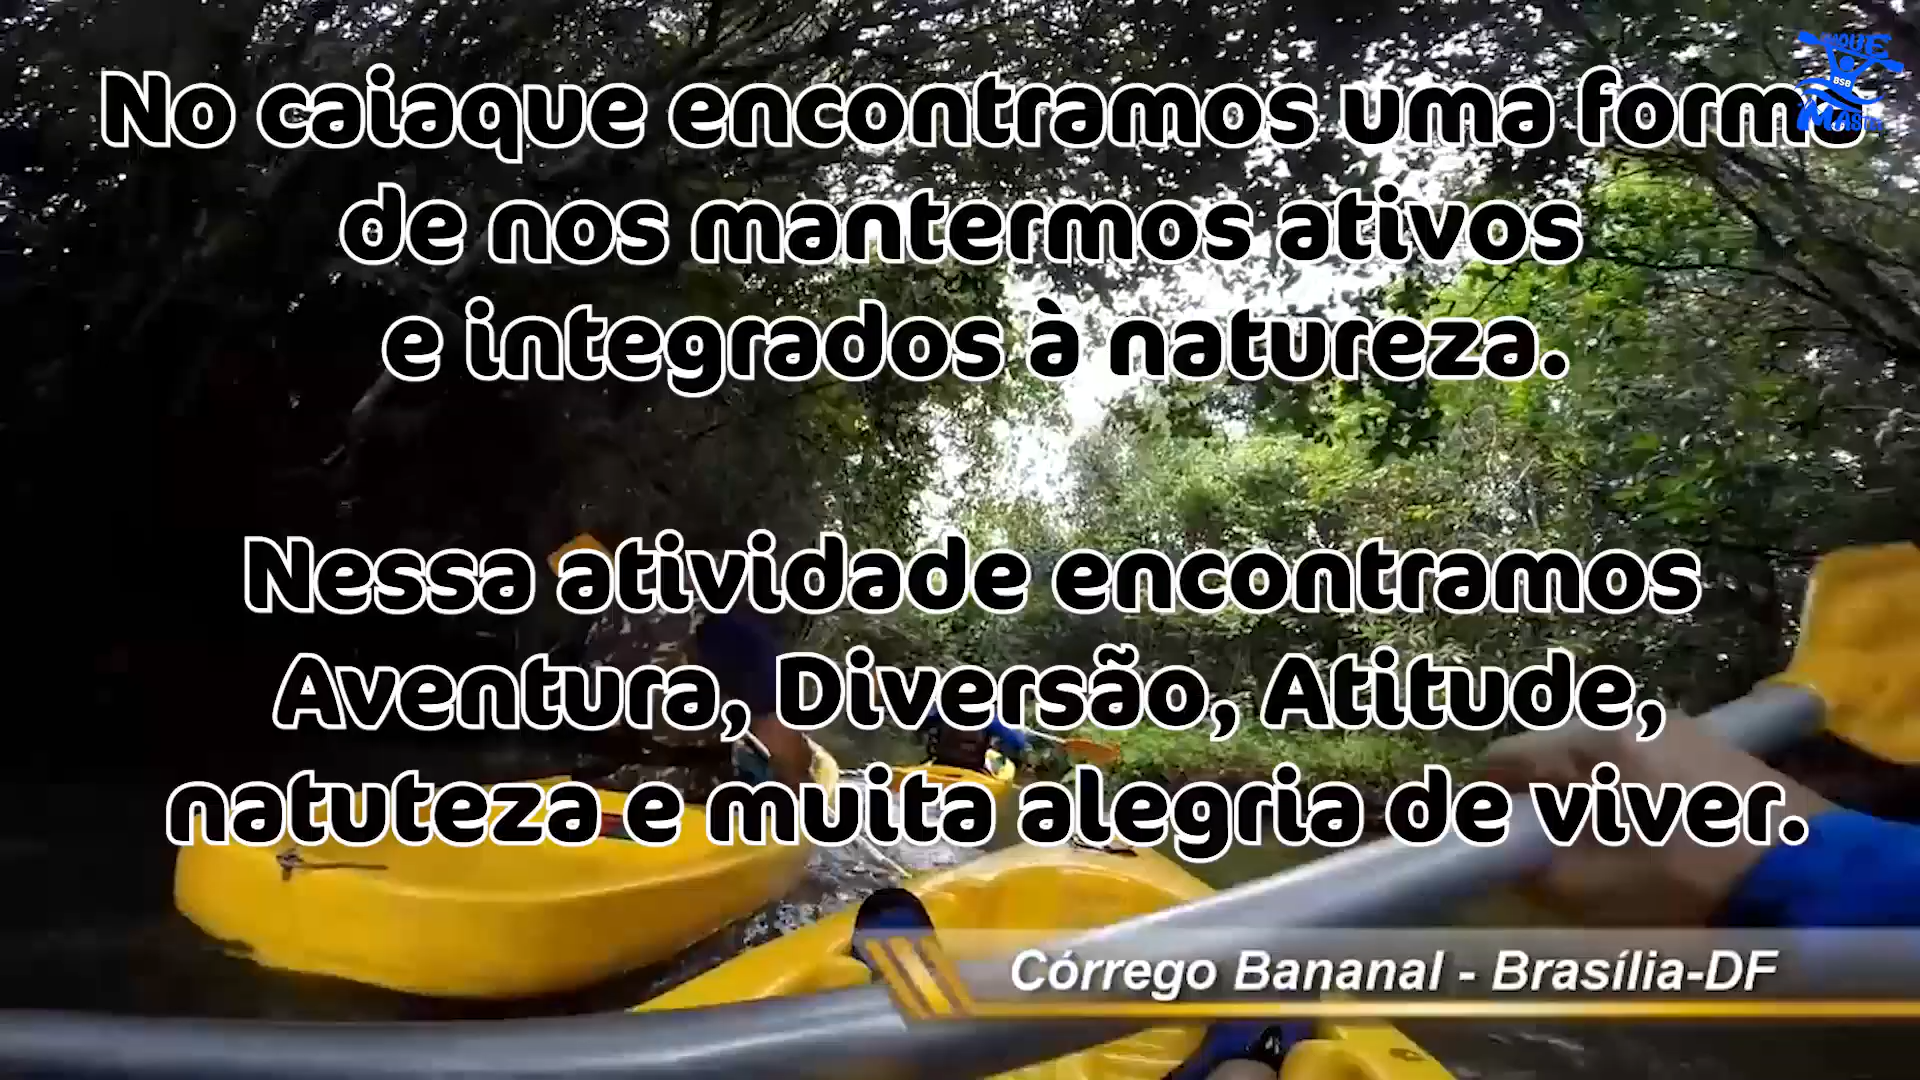 No caiaque encontramos uma forma
de nos mantermos ativos
e integrados à natureza.
Nessa atividade encontramos
Aventura, Diversão, Atitude,
natuteza e muita alegria de viver.
Córrego Bananal - Brasília-DF
BSB